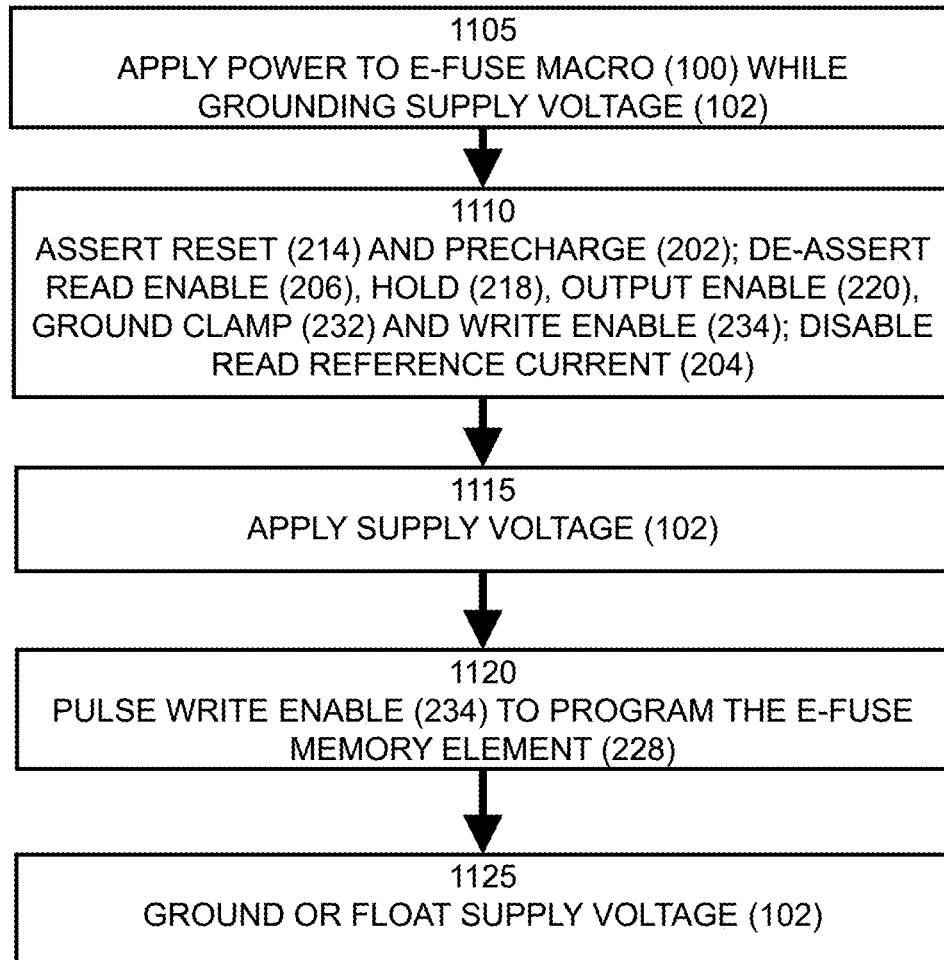 1105
APPLY POWER TO E-FUSE MACRO (100) WHILE
GROUNDING SUPPLY VOLTAGE (102)
1110
ASSERT RESET (214) AND PRECHARGE (202); DE-ASSERT
READ ENABLE (206), HOLD (218), OUTPUT ENABLE (220),
GROUND CLAMP (232) AND WRITE ENABLE (234); DISABLE
READ REFERENCE CURRENT (204)
1115
APPLY SUPPLY VOLTAGE (102)
1120
PULSE WRITE ENABLE (234) TO PROGRAM THE E-FUSE
MEMORY ELEMENT (228)
1125
GROUND OR FLOAT SUPPLY VOLTAGE (102)